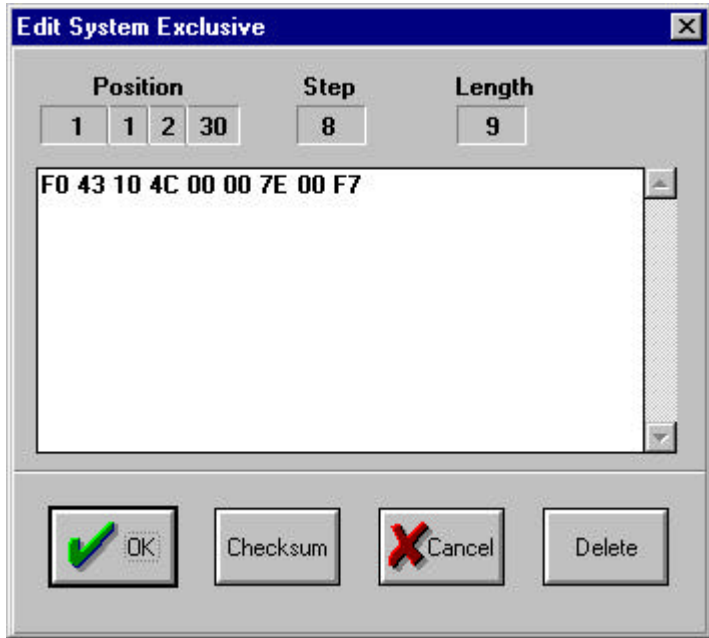 Edit System Exclusive
Position Step Length
1 1 2 30 8 9
F0 43 10 4C 00 00 7E 00 F7
OK Checksum Cancel Delete